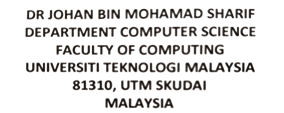 DR JOHAN BIN MOHAMAD SHARIF
DEPARTMENT COMPUTER SCIENCE
FACULTY OF COMPUTING
UNIVERSITI TEKNOLOGI MALAYSIA
81310, UTM SKUDAI
MALAYSIA